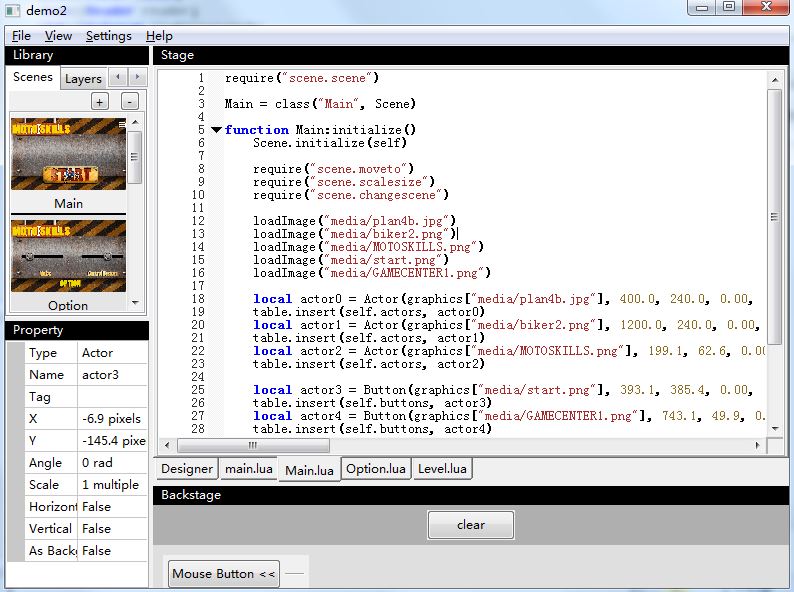 demo2
File View Settings Help
Library
Scenes Layers
+ -
MOTOSKILLS
START
Main
MOTOSKILLS
OPTION
Option
Property
Type Actor
Name actor3
Tag
X -6.9 pixels
Y -145.4 pixe
Angle 0 rad
Scale 1 multiple
Horizont False
Vertical False
As Back False
Stage
1 require("scene.scene")
2
3 Main = class("Main", Scene)
4
5 function Main:initialize()
6 Scene.initialize(self)
7
8 require("scene.moveto")
9 require("scene.scalesize")
10 require("scene.changescene")
11
12 loadImage("media/plan4b.jpg")
13 loadImage("media/biker2.png")
14 loadImage("media/MOTOSKILLS.png")
15 loadImage("media/start.png")
16 loadImage("media/GAMECENTER1.png")
17
18 local actor0 = Actor(graphics["media/plan4b.jpg"], 400.0, 240.0, 0.00,
19 table.insert(self.actors, actor0)
20 local actor1 = Actor(graphics["media/biker2.png"], 1200.0, 240.0, 0.00,
21 table.insert(self.actors, actor1)
22 local actor2 = Actor(graphics["media/MOTOSKILLS.png"], 199.1, 62.6, 0.00
23 table.insert(self.actors, actor2)
24
25 local actor3 = Button(graphics["media/start.png"], 393.1, 385.4, 0.00,
26 table.insert(self.buttons, actor3)
27 local actor4 = Button(graphics["media/GAMECENTER1.png"], 743.1, 49.9, 0.
28 table.insert(self.buttons, actor4)
Designer main.lua Main.lua Option.lua Level.lua
Backstage
clear
Mouse Button <<